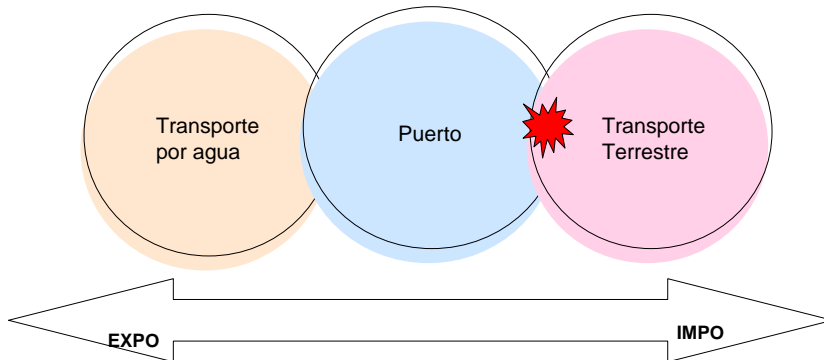 Transporte
por agua
Puerto
Transporte
Terrestre
EXPO
IMPO